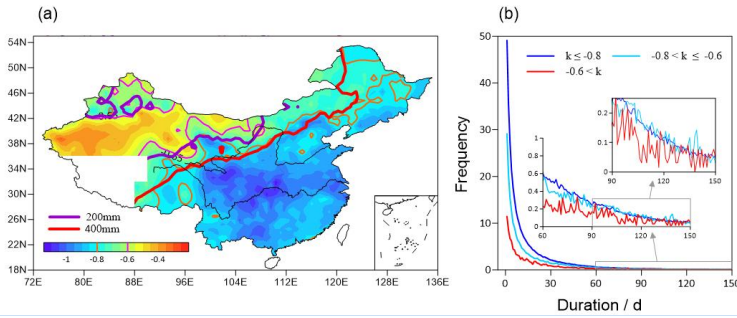 (a)
54N
50N
46N
42N
38N
34N
30N
26N
22N
18N
72E 80E 88E 96E 104E 112E 120E 128E 136E
200mm
400mm
-1 -0.8 -0.6 -0.4
(b)
k ≤ -0.8 -0.8 < k ≤ -0.6
-0.6 < k
Frequency
50
40
30
20
10
0
0 30 60 90 120 150
Duration / d
0.2
0.1
0
90 120 150
1
0.8
0.6
0.4
0.2
0
60 90 120 150